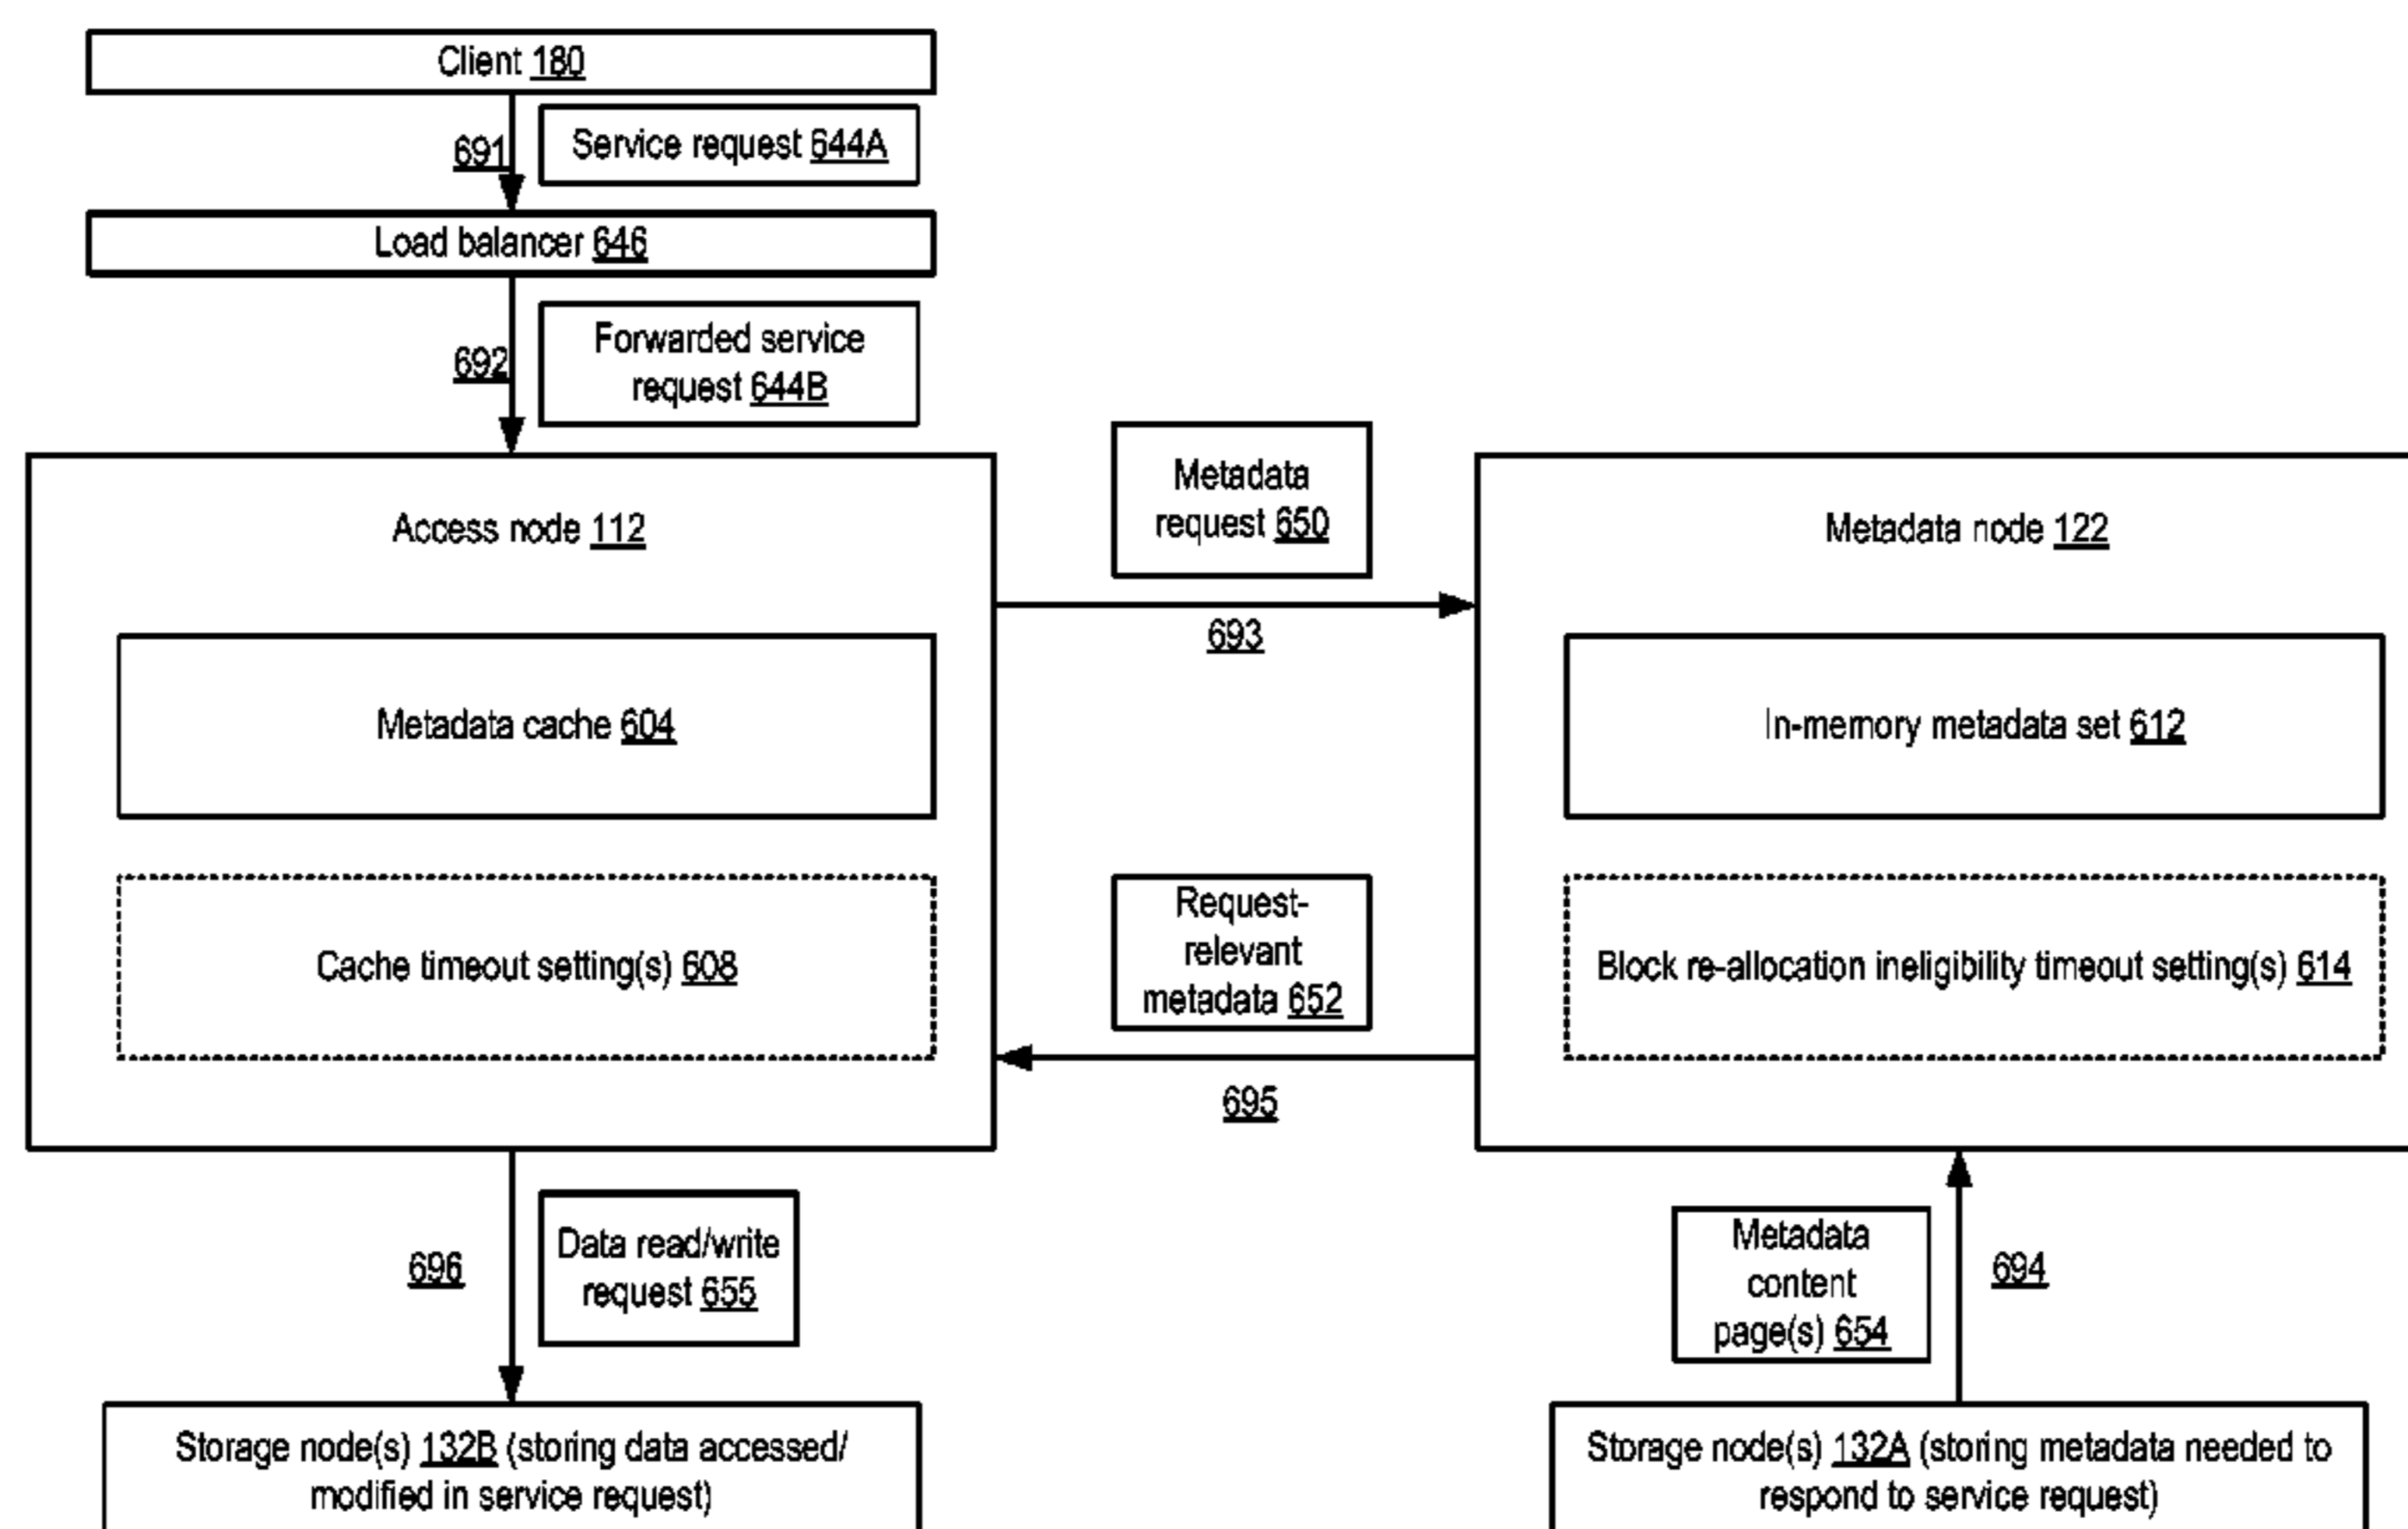 Client 180
691
Service request 644A
Load balancer 646
692
Forwarded service
request 644B
Access node 112
Metadata cache 604
Cache timeout setting(s) 608
Metadata
request 650
693
Request-
relevant
metadata 652
695
Metadata node 122
In-memory metadata set 612
Block re-allocation ineligibility timeout setting(s) 614
696
Data read/write
request 655
Metadata
content
page(s) 654
694
Storage node(s) 132B (storing data accessed/
modified in service request)
Storage node(s) 132A (storing metadata needed to
respond to service request)